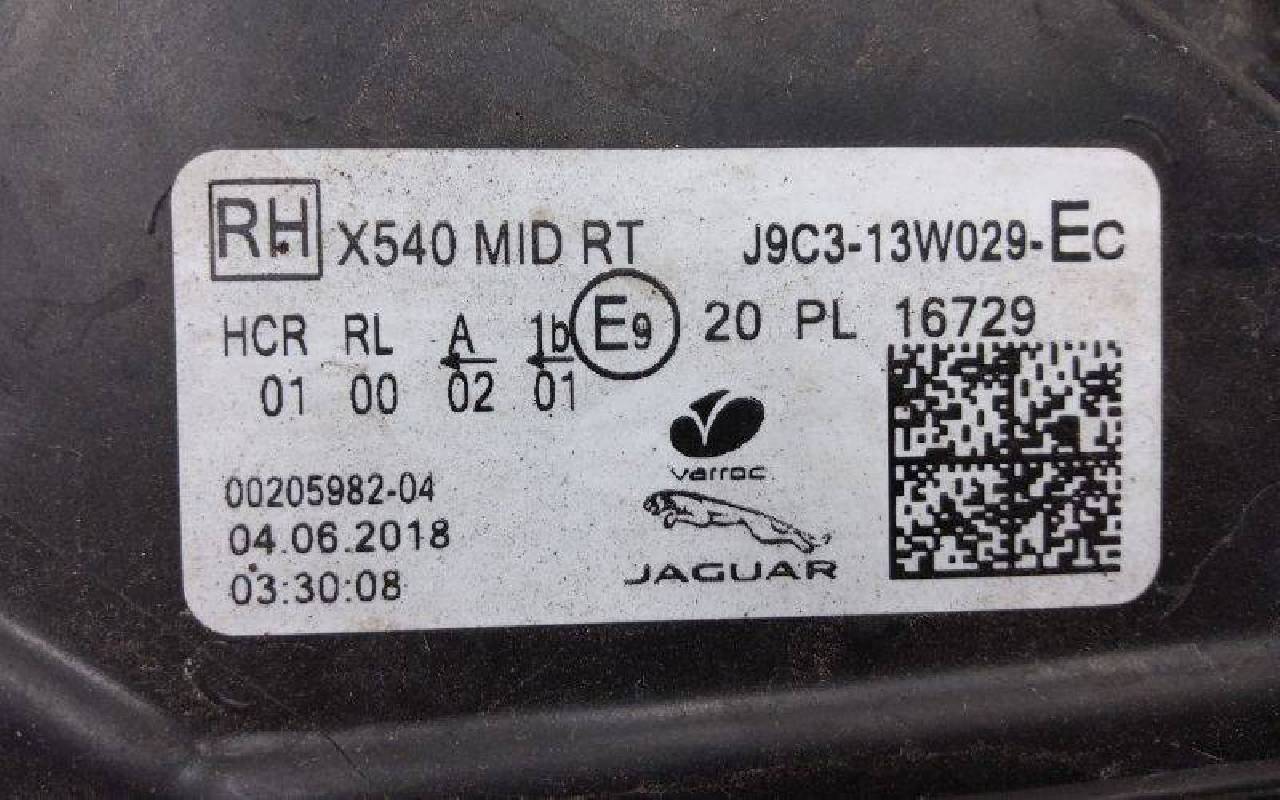 RH X540 MID RT J9C3-13W029-EC
HCR RL A 1b E9 20 PL 16729
01 00 02 01
varroc
00205982-04
04.06.2018
JAGUAR
03:30:08